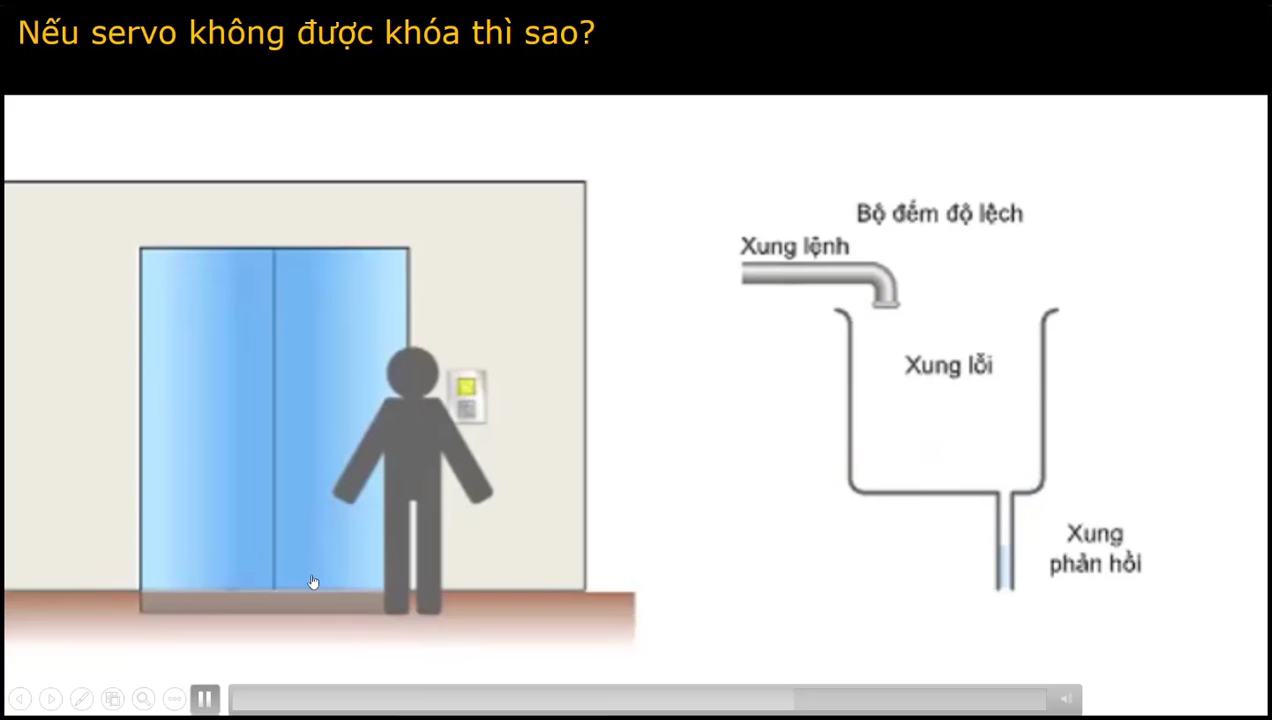 Nếu servo không được khóa thì sao?
Bộ đếm độ lệch
Xung lệnh
Xung lỗi
Xung
phản hồi